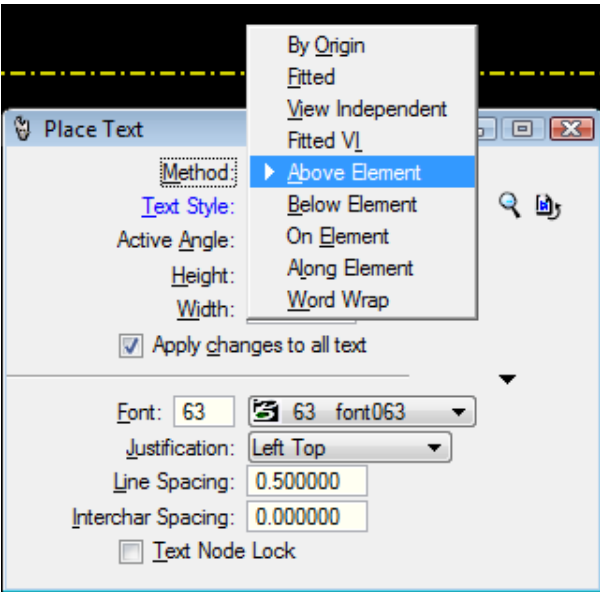 By Origin
Fitted
View Independent
Fitted VI
Above Element
Below Element
On Element
Along Element
Word Wrap
Place Text
Method:
Text Style:
Active Angle:
Height:
Width:
Apply changes to all text
Font: 63 63 font063
Justification: Left Top
Line Spacing: 0.500000
Interchar Spacing: 0.000000
Text Node Lock